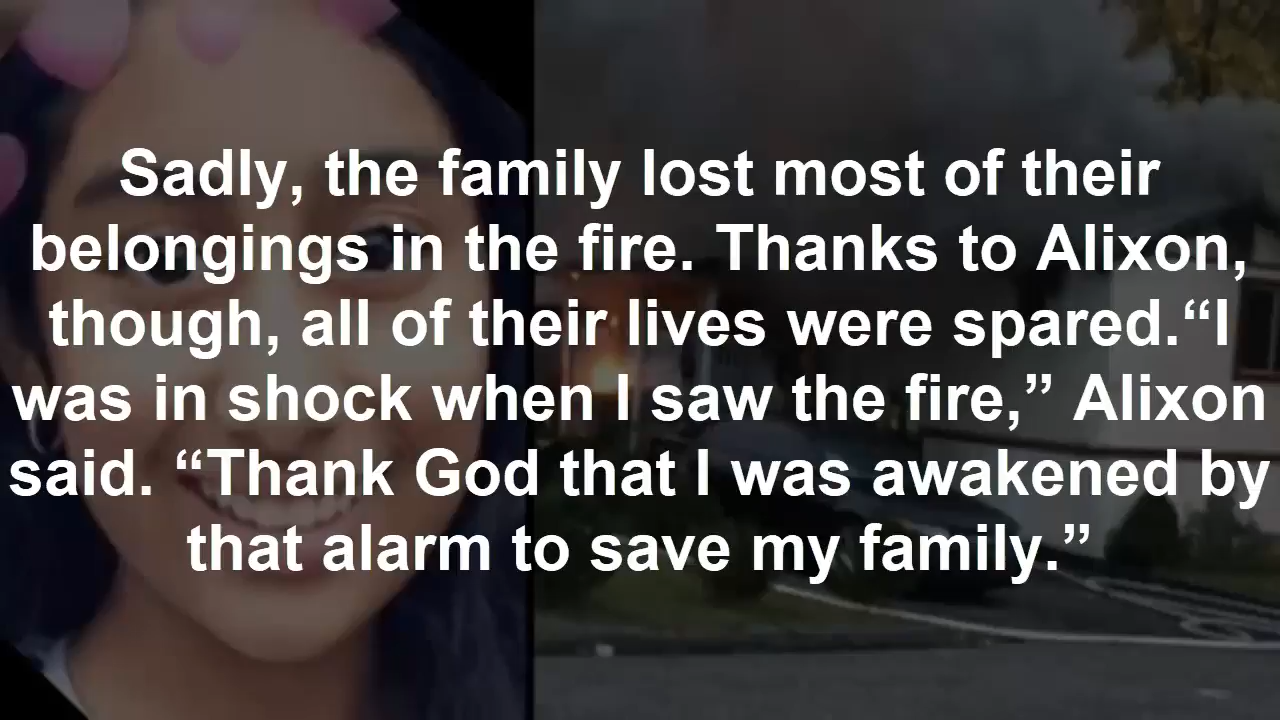 Sadly, the family lost most of their
belongings in the fire. Thanks to Alixon,
though, all of their lives were spared.“I
was in shock when I saw the fire,” Alixon
said. “Thank God that I was awakened by
that alarm to save my family.”